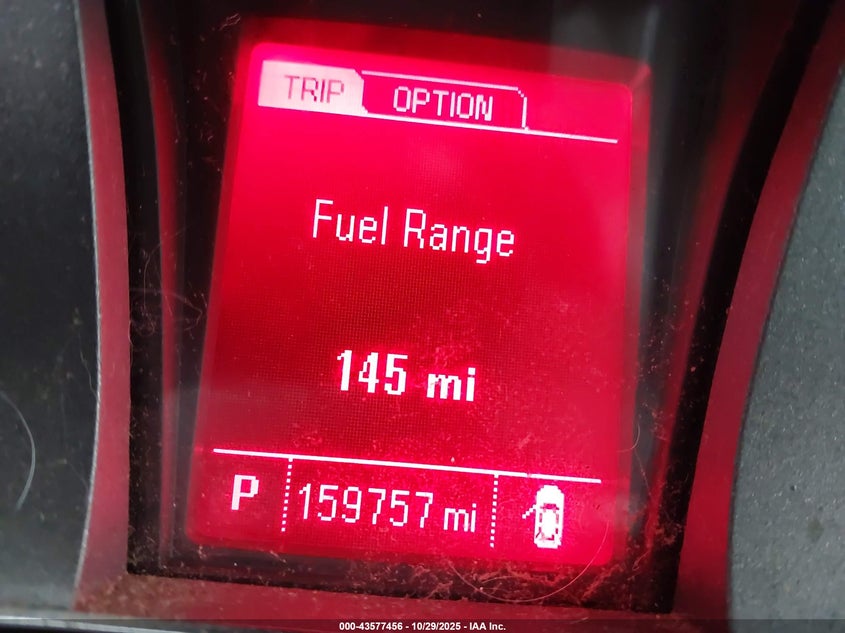 TRIP OPTION
Fuel Range
145 mi
P 159757 mi
000-43577456 - 10/29/2025 - IAA Inc.